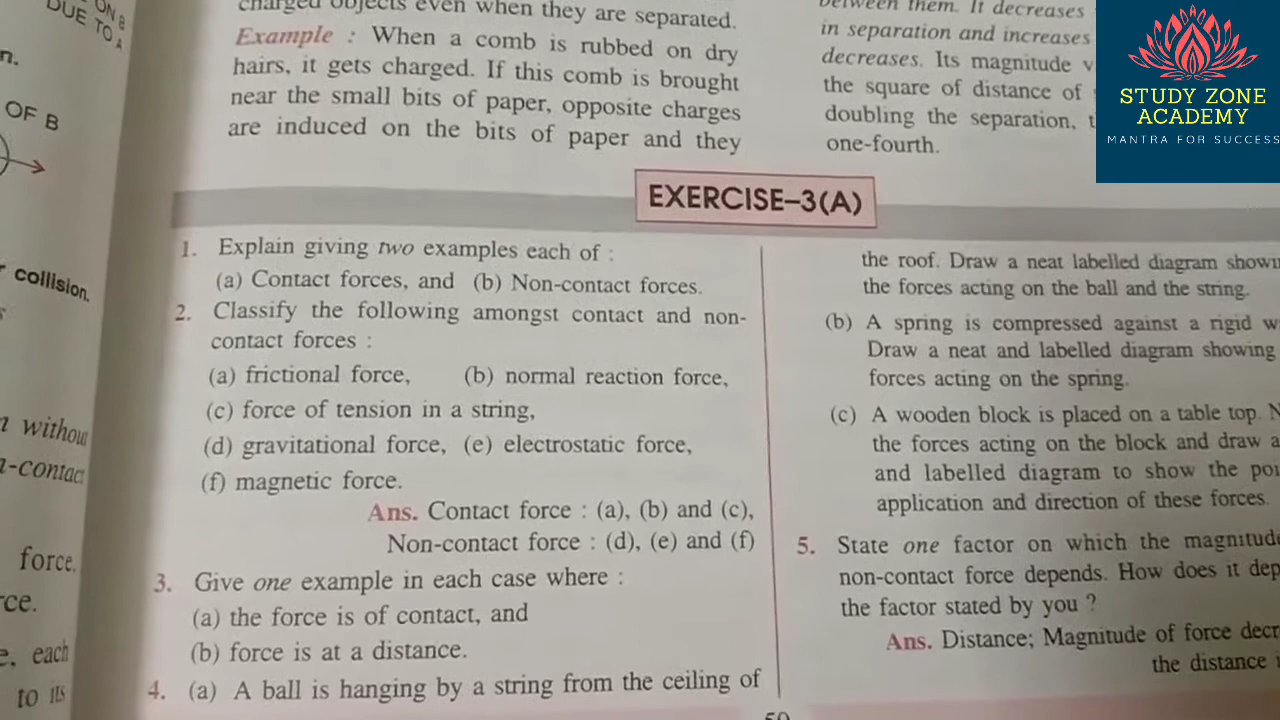 ON B
DUE TO A
n.
OF B
collision.
withou
-contact
force.
rce.
each
to its
charged objects even when they are separated.
Example : When a comb is rubbed on dry
hairs, it gets charged. If this comb is brought
near the small bits of paper, opposite charges
are induced on the bits of paper and they
between them. It decreases
in separation and increases
decreases. Its magnitude v
the square of distance of
doubling the separation, t
one-fourth.
STUDY ZONE
ACADEMY
MANTRA FOR SUCCESS
EXERCISE–3(A)
1. Explain giving two examples each of :
(a) Contact forces, and (b) Non-contact forces.
2. Classify the following amongst contact and non-
contact forces :
(a) frictional force, (b) normal reaction force,
(c) force of tension in a string,
(d) gravitational force, (e) electrostatic force,
(f) magnetic force.
Ans. Contact force : (a), (b) and (c),
Non-contact force : (d), (e) and (f)
3. Give one example in each case where :
(a) the force is of contact, and
(b) force is at a distance.
4. (a) A ball is hanging by a string from the ceiling of
the roof. Draw a neat labelled diagram showi
the forces acting on the ball and the string.
(b) A spring is compressed against a rigid w
Draw a neat and labelled diagram showing
forces acting on the spring.
(c) A wooden block is placed on a table top. N
the forces acting on the block and draw a
and labelled diagram to show the poi
application and direction of these forces.
5. State one factor on which the magnitude
non-contact force depends. How does it dep
the factor stated by you ?
Ans. Distance; Magnitude of force decr
the distance